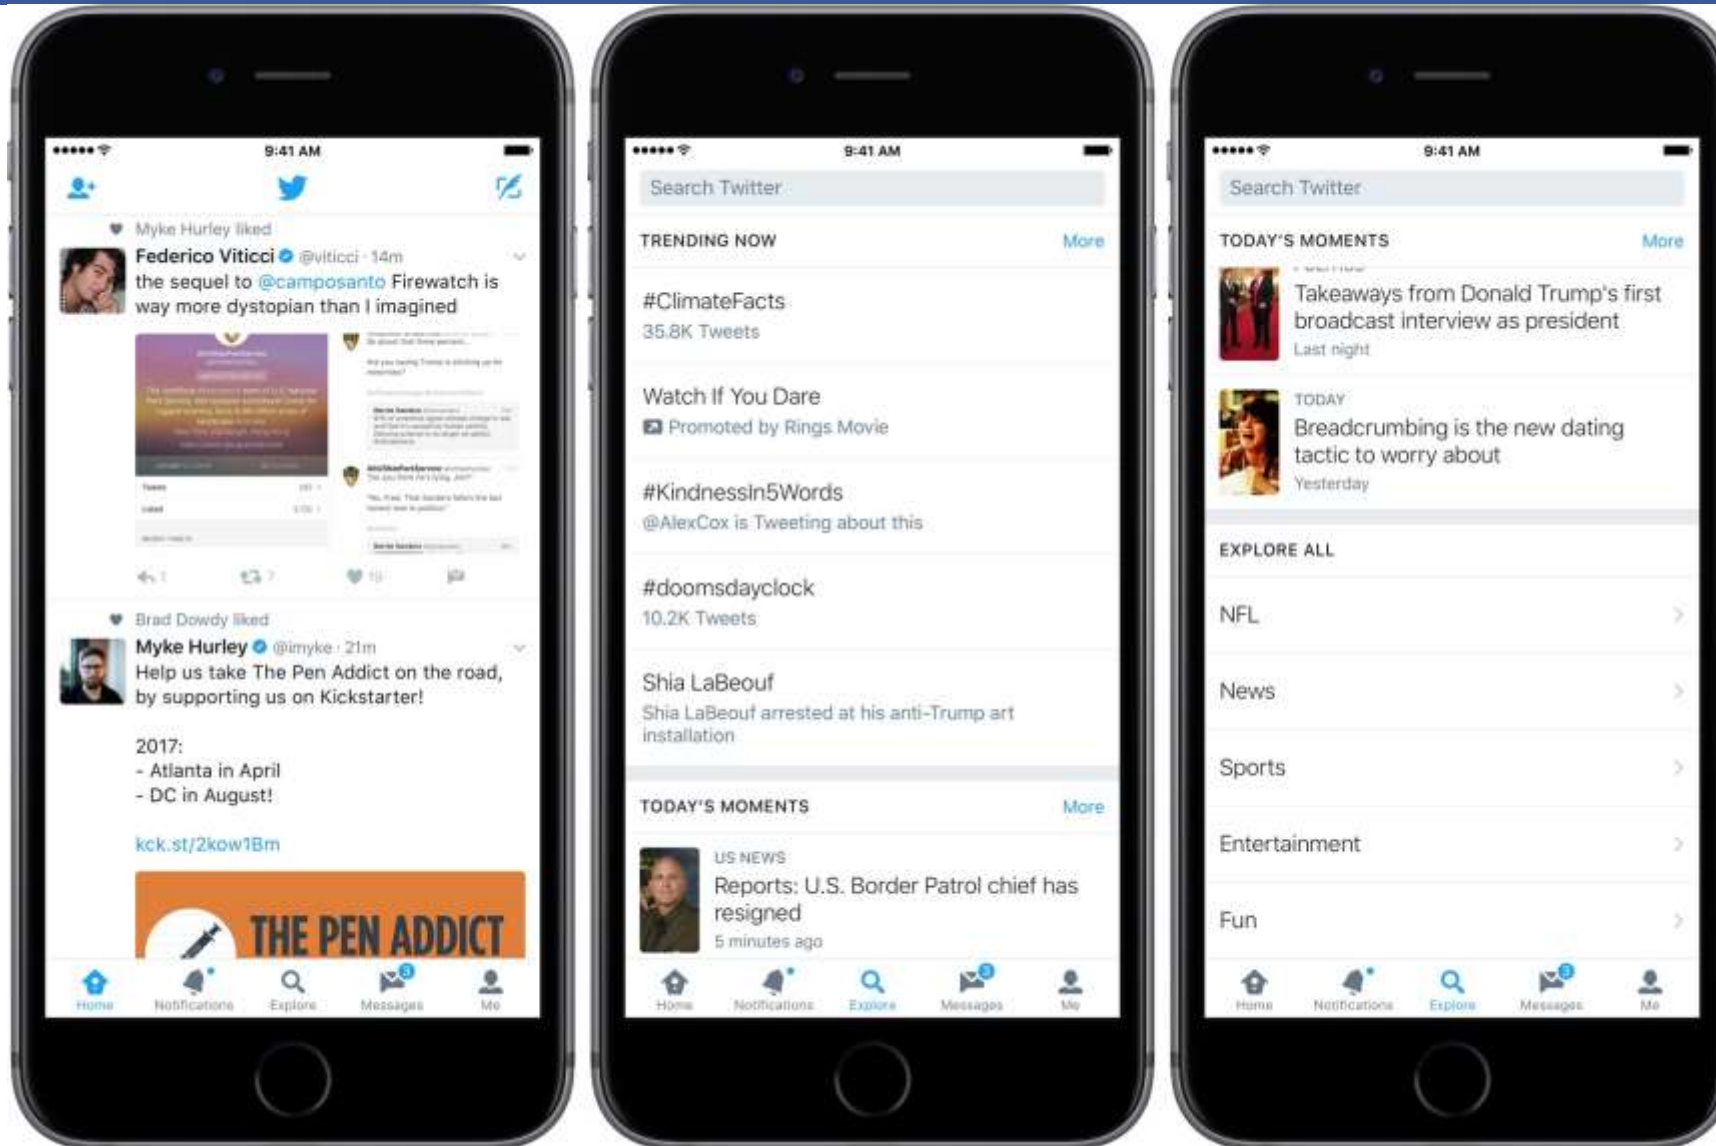 9:41 AM
Myke Hurley liked
Federico Viticci @viticci · 14m
the sequel to @camposanto Firewatch is
way more dystopian than I imagined
1 7 19
Brad Dowdy liked
Myke Hurley @imyke · 21m
Help us take The Pen Addict on the road,
by supporting us on Kickstarter!
2017:
- Atlanta in April
- DC in August!
kck.st/2kow1Bm
THE PEN ADDICT
3
Home Notifications Explore Messages Me
9:41 AM
Search Twitter
TRENDING NOW More
#ClimateFacts
35.8K Tweets
Watch If You Dare
Promoted by Rings Movie
#KindnessIn5Words
@AlexCox is Tweeting about this
#doomsdayclock
10.2K Tweets
Shia LaBeouf
Shia LaBeouf arrested at his anti-Trump art
installation
TODAY'S MOMENTS More
US NEWS
Reports: U.S. Border Patrol chief has
resigned
5 minutes ago
3
Home Notifications Explore Messages Me
9:41 AM
Search Twitter
TODAY'S MOMENTS More
Takeaways from Donald Trump's first
broadcast interview as president
Last night
TODAY
Breadcrumbing is the new dating
tactic to worry about
Yesterday
EXPLORE ALL
NFL
News
Sports
Entertainment
Fun
3
Home Notifications Explore Messages Me